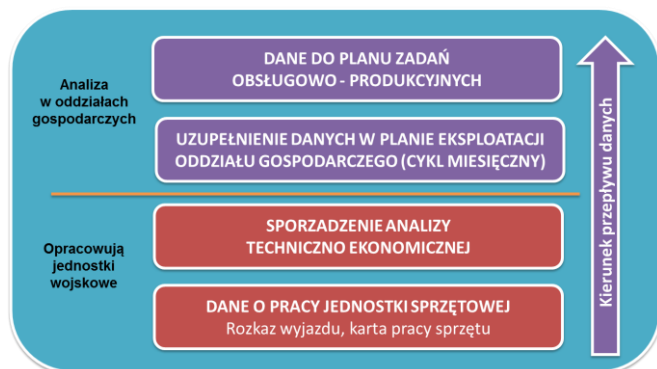 Analiza
w oddziałach
gospodarczych
DANE DO PLANU ZADAŃ
OBSŁUGOWO - PRODUKCYJNYCH
UZUPEŁNIENIE DANYCH W PLANIE EKSPLOATACJI
ODDZIAŁU GOSPODARCZEGO (CYKL MIESIĘCZNY)
Opracowują
jednostki
wojskowe
SPORZADZENIE ANALIZY
TECHNICZNO EKONOMICZNEJ
DANE O PRACY JEDNOSTKI SPRZĘTOWEJ
Rozkaz wyjazdu, karta pracy sprzętu
Kierunek przepływu danych